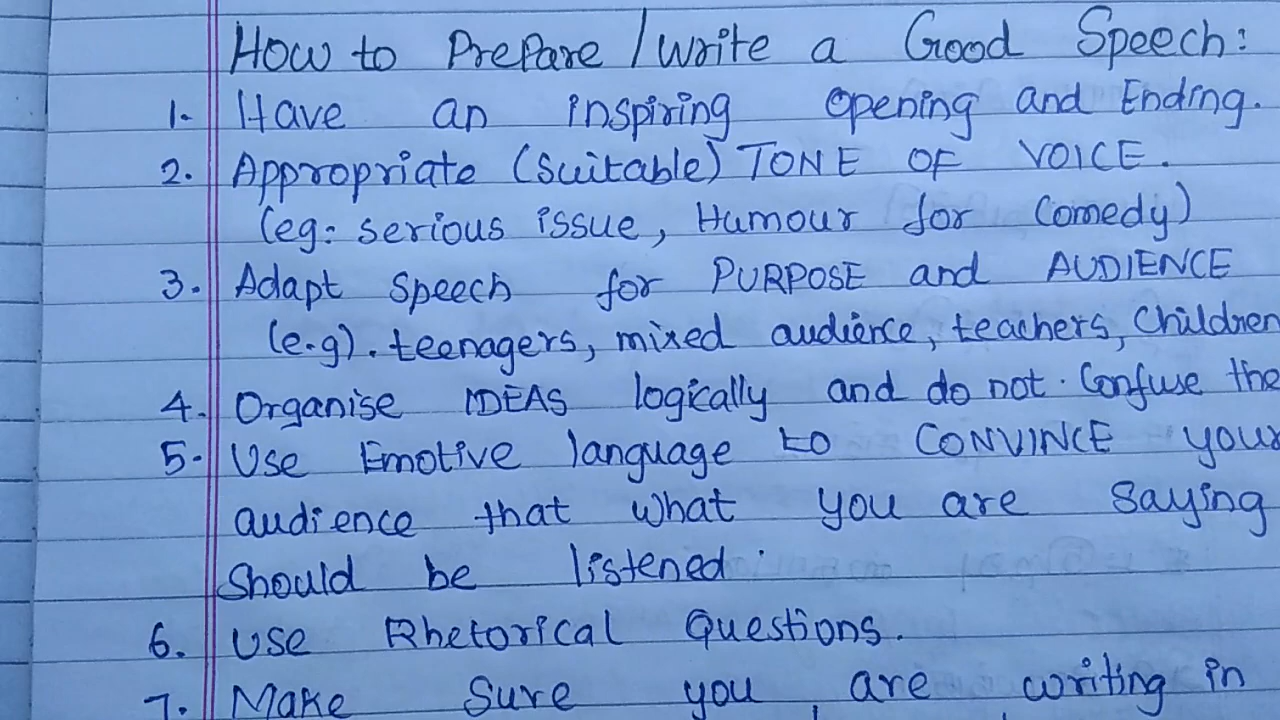 How to Prepare / Write a Good Speech:
1. Have an inspiring opening and Ending.
2. Appropriate (suitable) TONE OF VOICE.
(eg: serious issue, Humour for Comedy)
3. Adapt speech for PURPOSE and AUDIENCE
(e.g). teenagers, mixed audience, teachers, Children
4. Organise IDEAS logically and do not. Confuse the
5. Use Emotive language to CONVINCE your
audience that what you are saying
should be listened.
6. Use Rhetorical Questions.
7. Make Sure you are writing in